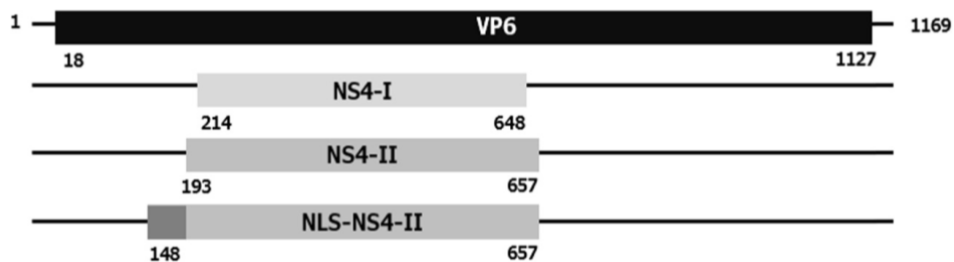 1 VP6 1169
18 1127
NS4-I
214 648
NS4-II
193 657
NLS-NS4-II
148 657